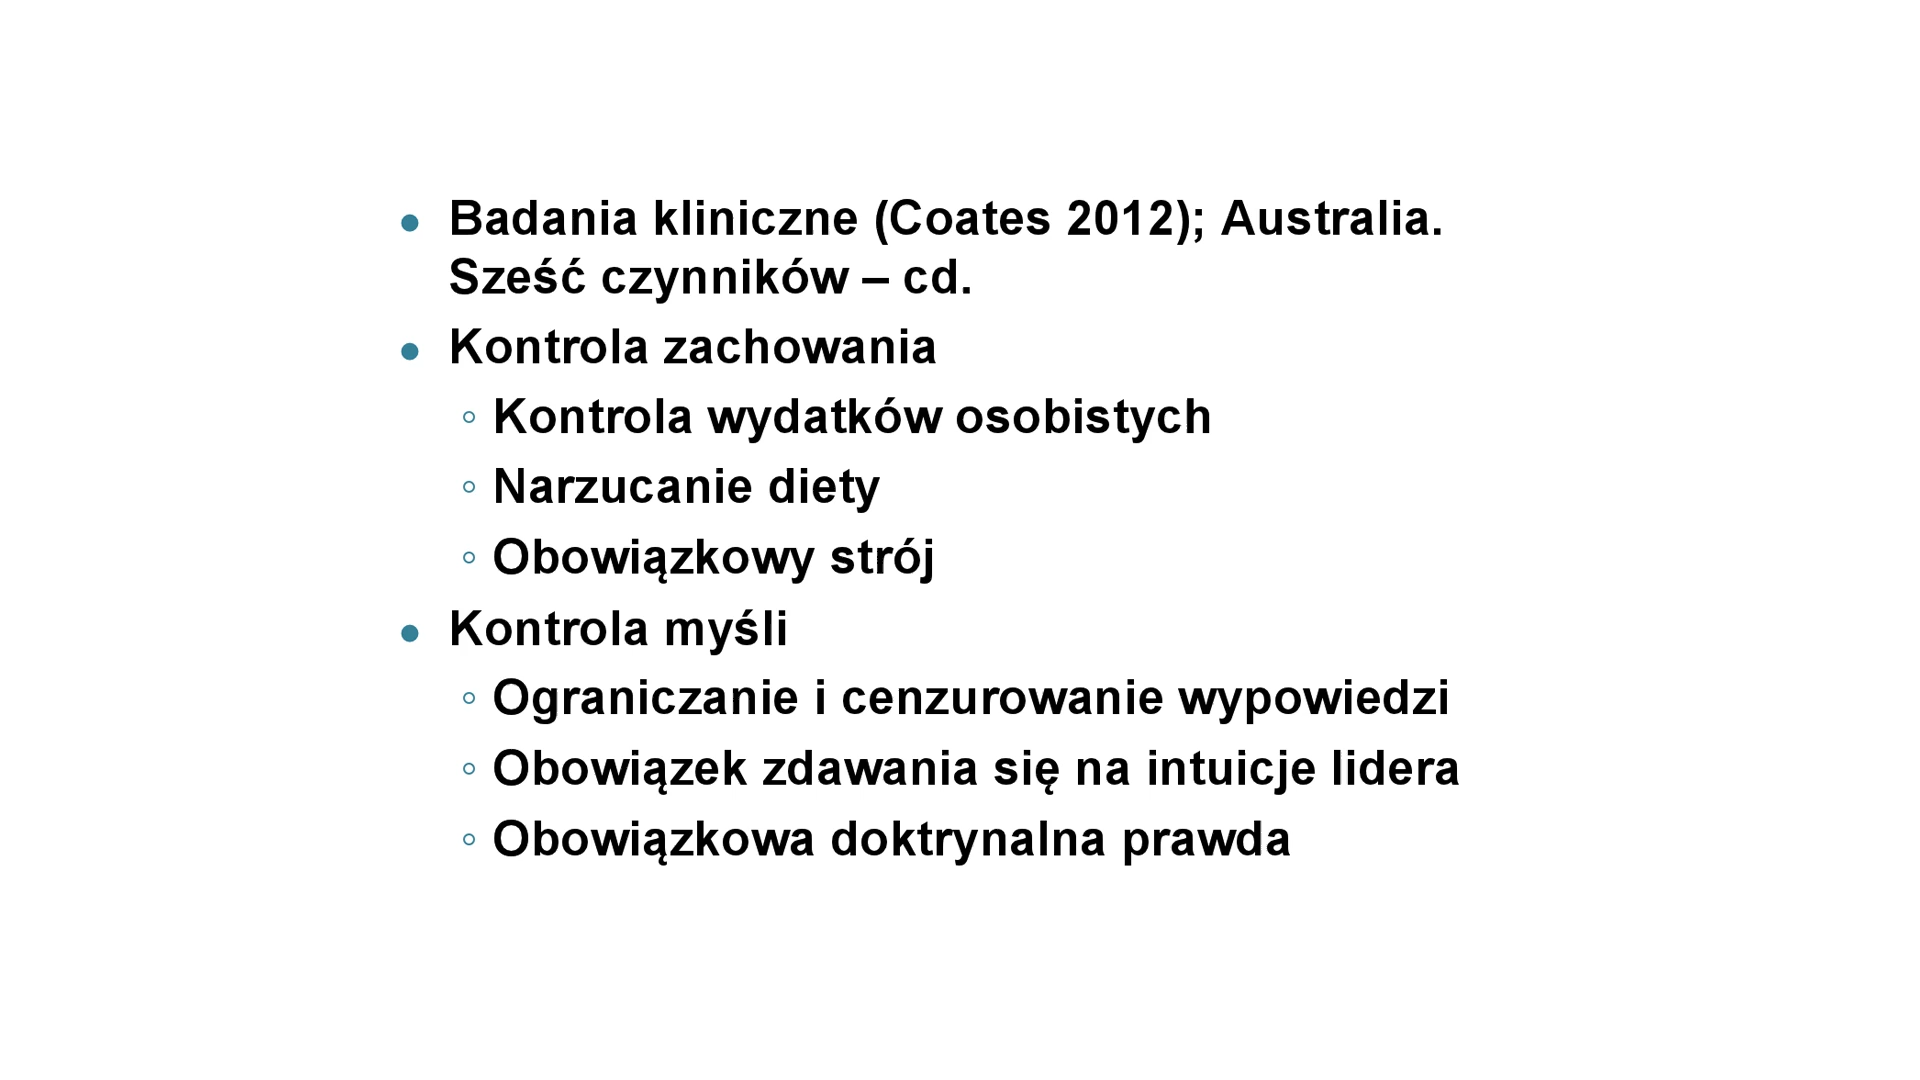 Badania kliniczne (Coates 2012); Australia.
Sześć czynników – cd.
Kontrola zachowania
Kontrola wydatków osobistych
Narzucanie diety
Obowiązkowy strój
Kontrola myśli
Ograniczanie i cenzurowanie wypowiedzi
Obowiązek zdawania się na intuicje lidera
Obowiązkowa doktrynalna prawda